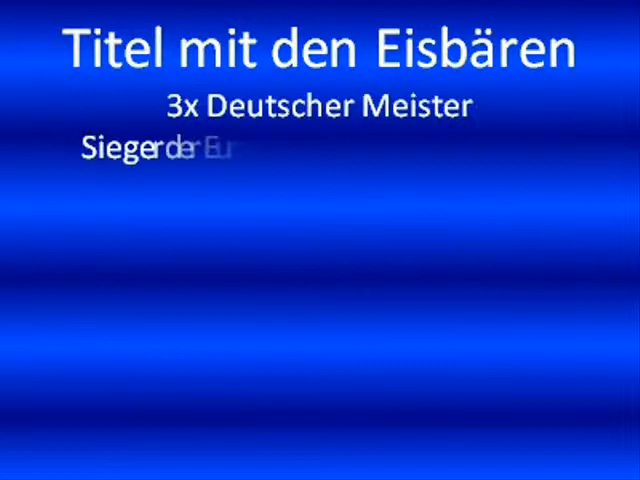 Titel mit den Eisbären
3x Deutscher Meister
Sieger der